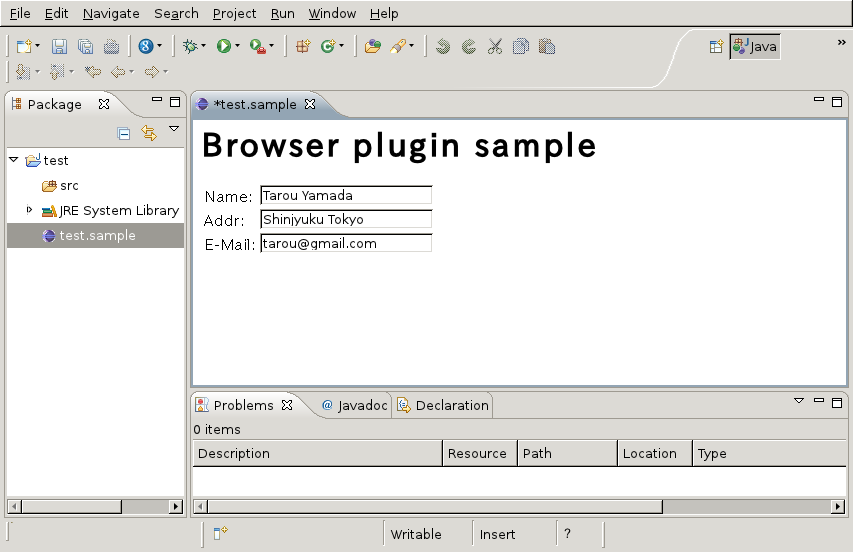 File Edit Navigate Search Project Run Window Help
Java »
Package
*test.sample
test
src
JRE System Library
test.sample
Browser plugin sample
Name: Tarou Yamada
Addr: Shinjyuku Tokyo
E-Mail: tarou@gmail.com
Problems @ Javadoc Declaration
0 items
Description Resource Path Location Type
Writable Insert ?